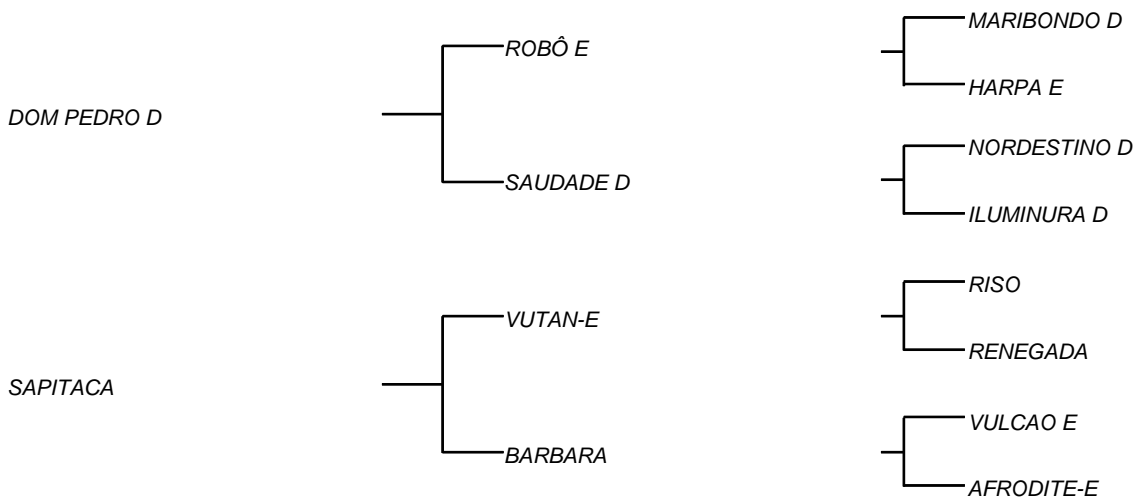 MARIBONDO D
ROBÔ E
HARPA E
DOM PEDRO D
NORDESTINO D
SAUDADE D
ILUMINURA D
RISO
VUTAN-E
RENEGADA
SAPITACA
VULCAO E
BARBARA
AFRODITE-E